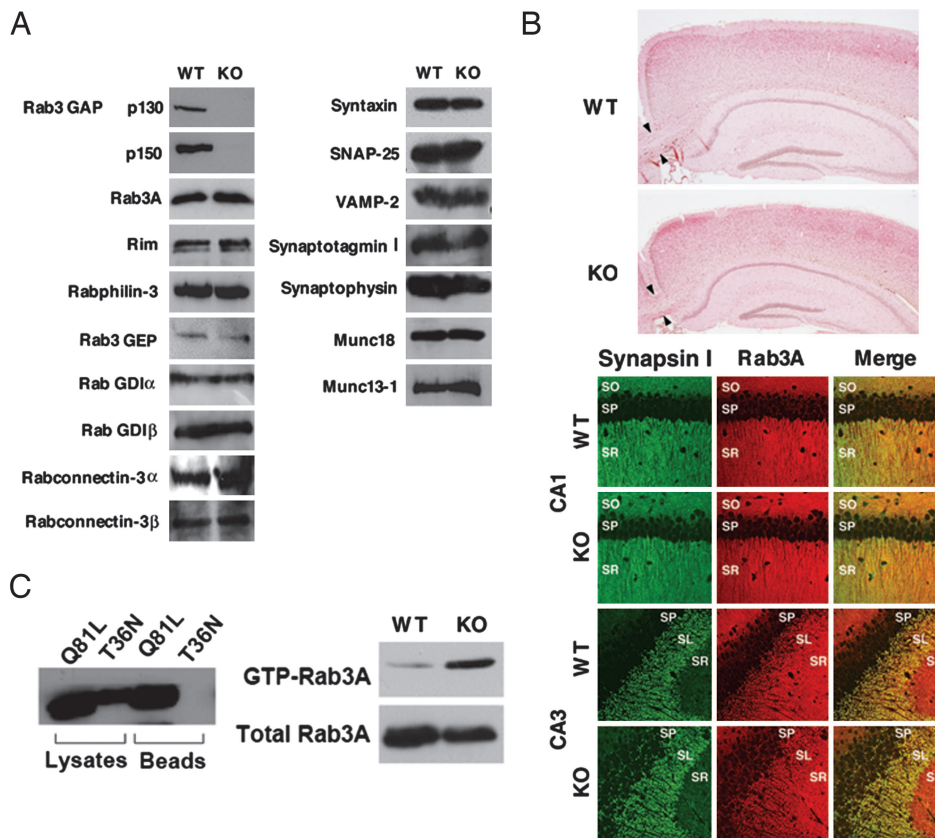 A
WT KO
Rab3 GAP p130
p150
Rab3A
Rim
Rabphilin-3
Rab3 GEP
Rab GDIα
Rab GDIβ
Rabconnectin-3α
Rabconnectin-3β
WT KO
Syntaxin
SNAP-25
VAMP-2
Synaptotagmin I
Synaptophysin
Munc18
Munc13-1
B
WT
KO
Synapsin I Rab3A Merge
CA1
WT
SO SO SO
SP SP SP
SR SR SR
KO
SO SO SO
SP SP SP
SR SR SR
CA3
WT
SP SP SP
SL SL SL
SR SR SR
KO
SP SP SP
SL SL SL
SR SR SR
C
Q81L T36N Q81L T36N
Lysates Beads
WT KO
GTP-Rab3A
Total Rab3A